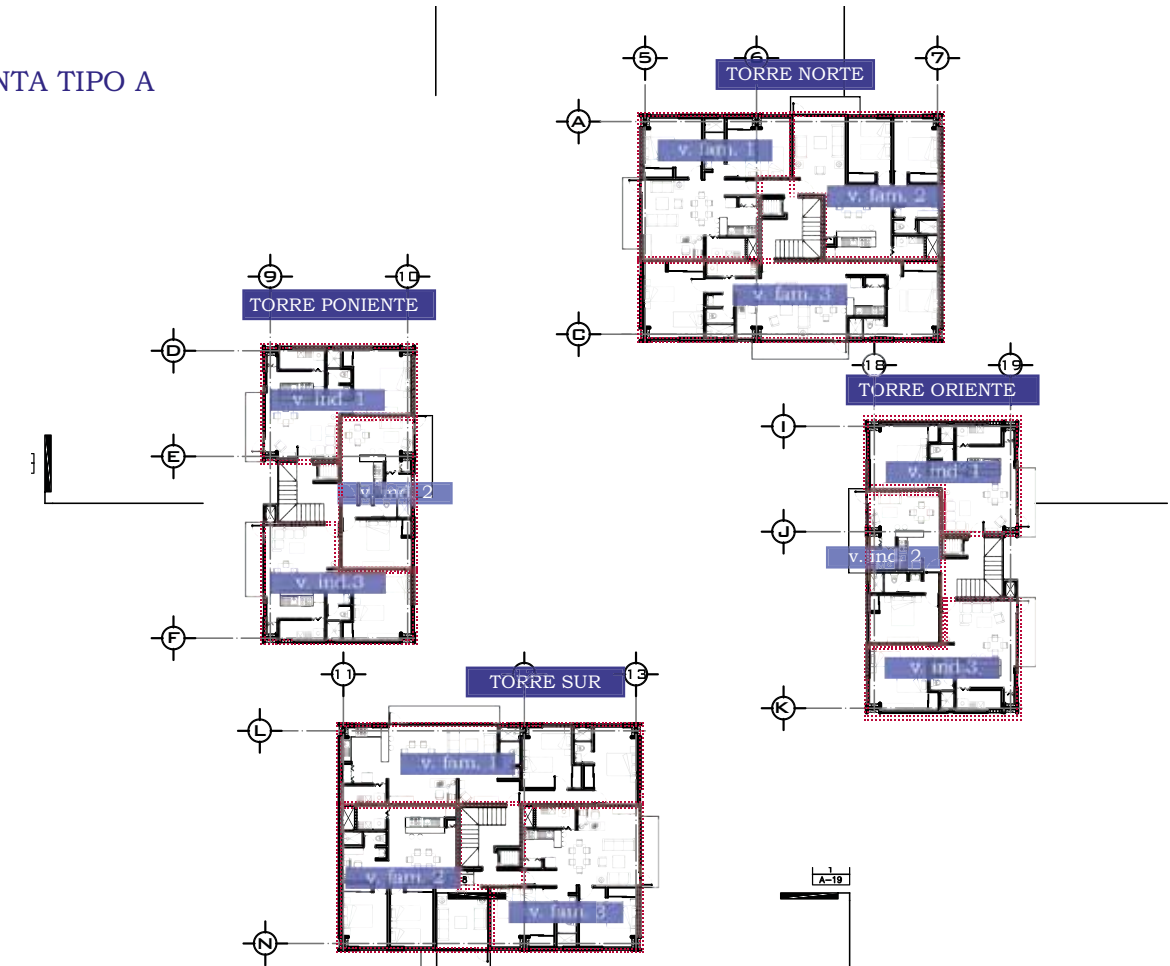 NTA TIPO A
5
6
7
TORRE NORTE
A
v. fam. 1
v. fam. 2
v. fam. 3
C
9
10
TORRE PONIENTE
D
v. ind. 1
E
v. ind. 2
v. ind.3
F
18
19
TORRE ORIENTE
I
v. ind. 1
J
v. ind. 2
v. ind.3
K
11
13
TORRE SUR
L
v. fam. 1
v. fam. 2
8
v. fam. 3
N
1
A-19